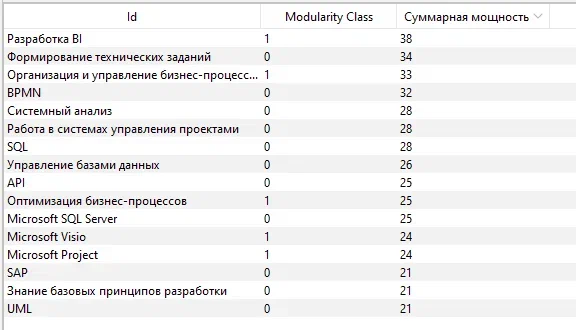 Id Modularity Class Суммарная мощность
Разработка BI 1 38
Формирование технических заданий 0 34
Организация и управление бизнес-процесс... 1 33
BPMN 0 32
Системный анализ 0 28
Работа в системах управления проектами 0 28
SQL 0 28
Управление базами данных 0 26
API 0 25
Оптимизация бизнес-процессов 1 25
Microsoft SQL Server 0 25
Microsoft Visio 1 24
Microsoft Project 1 24
SAP 0 21
Знание базовых принципов разработки 0 21
UML 0 21